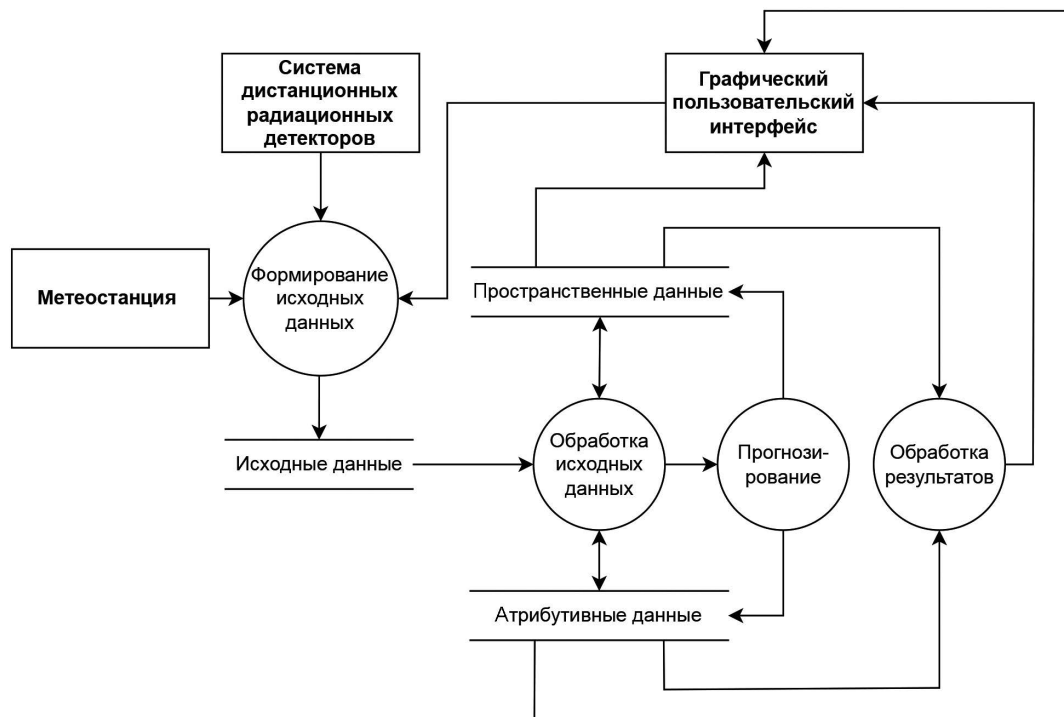 Система
дистанционных
радиационных
детекторов
Графический
пользовательский
интерфейс
Метеостанция
Формирование
исходных
данных
Пространственные данные
Исходные данные
Обработка
исходных
данных
Прогнози-
рование
Обработка
результатов
Атрибутивные данные